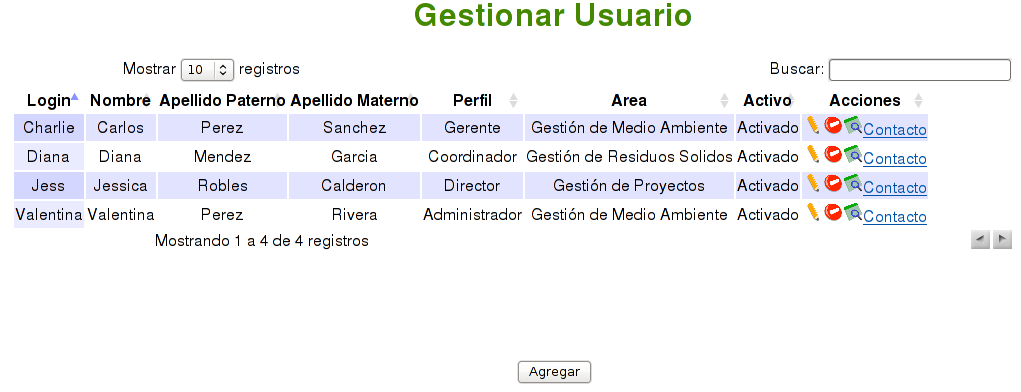 Gestionar Usuario
Mostrar 10 registros Buscar:
Login Nombre Apellido Paterno Apellido Materno Perfil Area Activo Acciones
Charlie Carlos Perez Sanchez Gerente Gestión de Medio Ambiente Activado Contacto
Diana Diana Mendez Garcia Coordinador Gestión de Residuos Solidos Activado Contacto
Jess Jessica Robles Calderon Director Gestión de Proyectos Activado Contacto
Valentina Valentina Perez Rivera Administrador Gestión de Medio Ambiente Activado Contacto
Mostrando 1 a 4 de 4 registros
Agregar